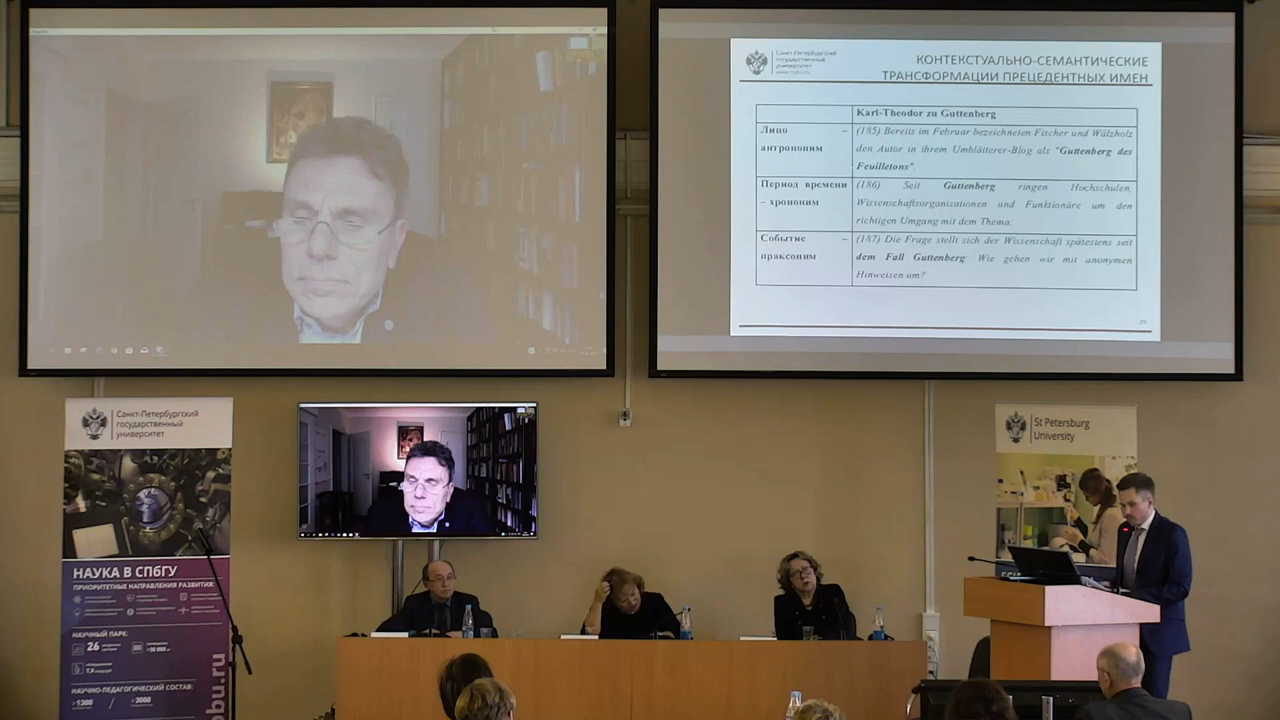 Санкт-Петербургский
государственный
университет
КОНТЕКСТУАЛЬНО-СЕМАНТИЧЕСКИЕ
ТРАНСФОРМАЦИИ ПРЕЦЕДЕНТНЫХ ИМЕН
Karl-Theodor zu Guttenberg
Лицо –
антропоним
(185) Bereits im Februar bezeichneten Fischer und Wälzholz
den Autor in ihrem Umblätterer-Blog als "Guttenberg des
Feuilletons".
Период времени
– хрононим
(186) Seit Guttenberg ringen Hochschulen,
Wissenschaftsorganisationen und Funktionäre um den
richtigen Umgang mit dem Thema.
Событие –
праксоним
(187) Die Frage stellt sich der Wissenschaft spätestens seit
dem Fall Guttenberg: Wie gehen wir mit anonymen
Hinweisen um?
Санкт-Петербургский
государственный
университет
НАУКА В СПбГУ
ПРИОРИТЕТНЫЕ НАПРАВЛЕНИЯ РАЗВИТИЯ:
НАУЧНЫЙ ПАРК:
26
НАУЧНО-ПЕДАГОГИЧЕСКИЙ СОСТАВ:
St Petersburg
University